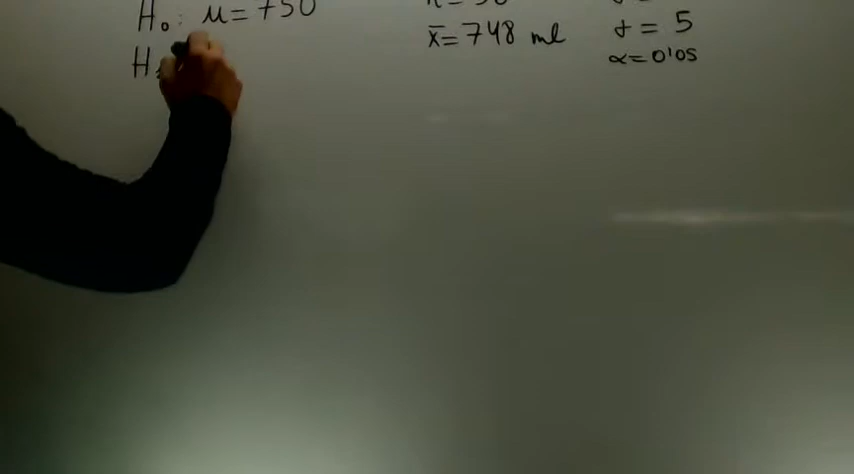 H₀: μ = 750
x̄ = 748 ml
σ = 5
α = 0'05
H